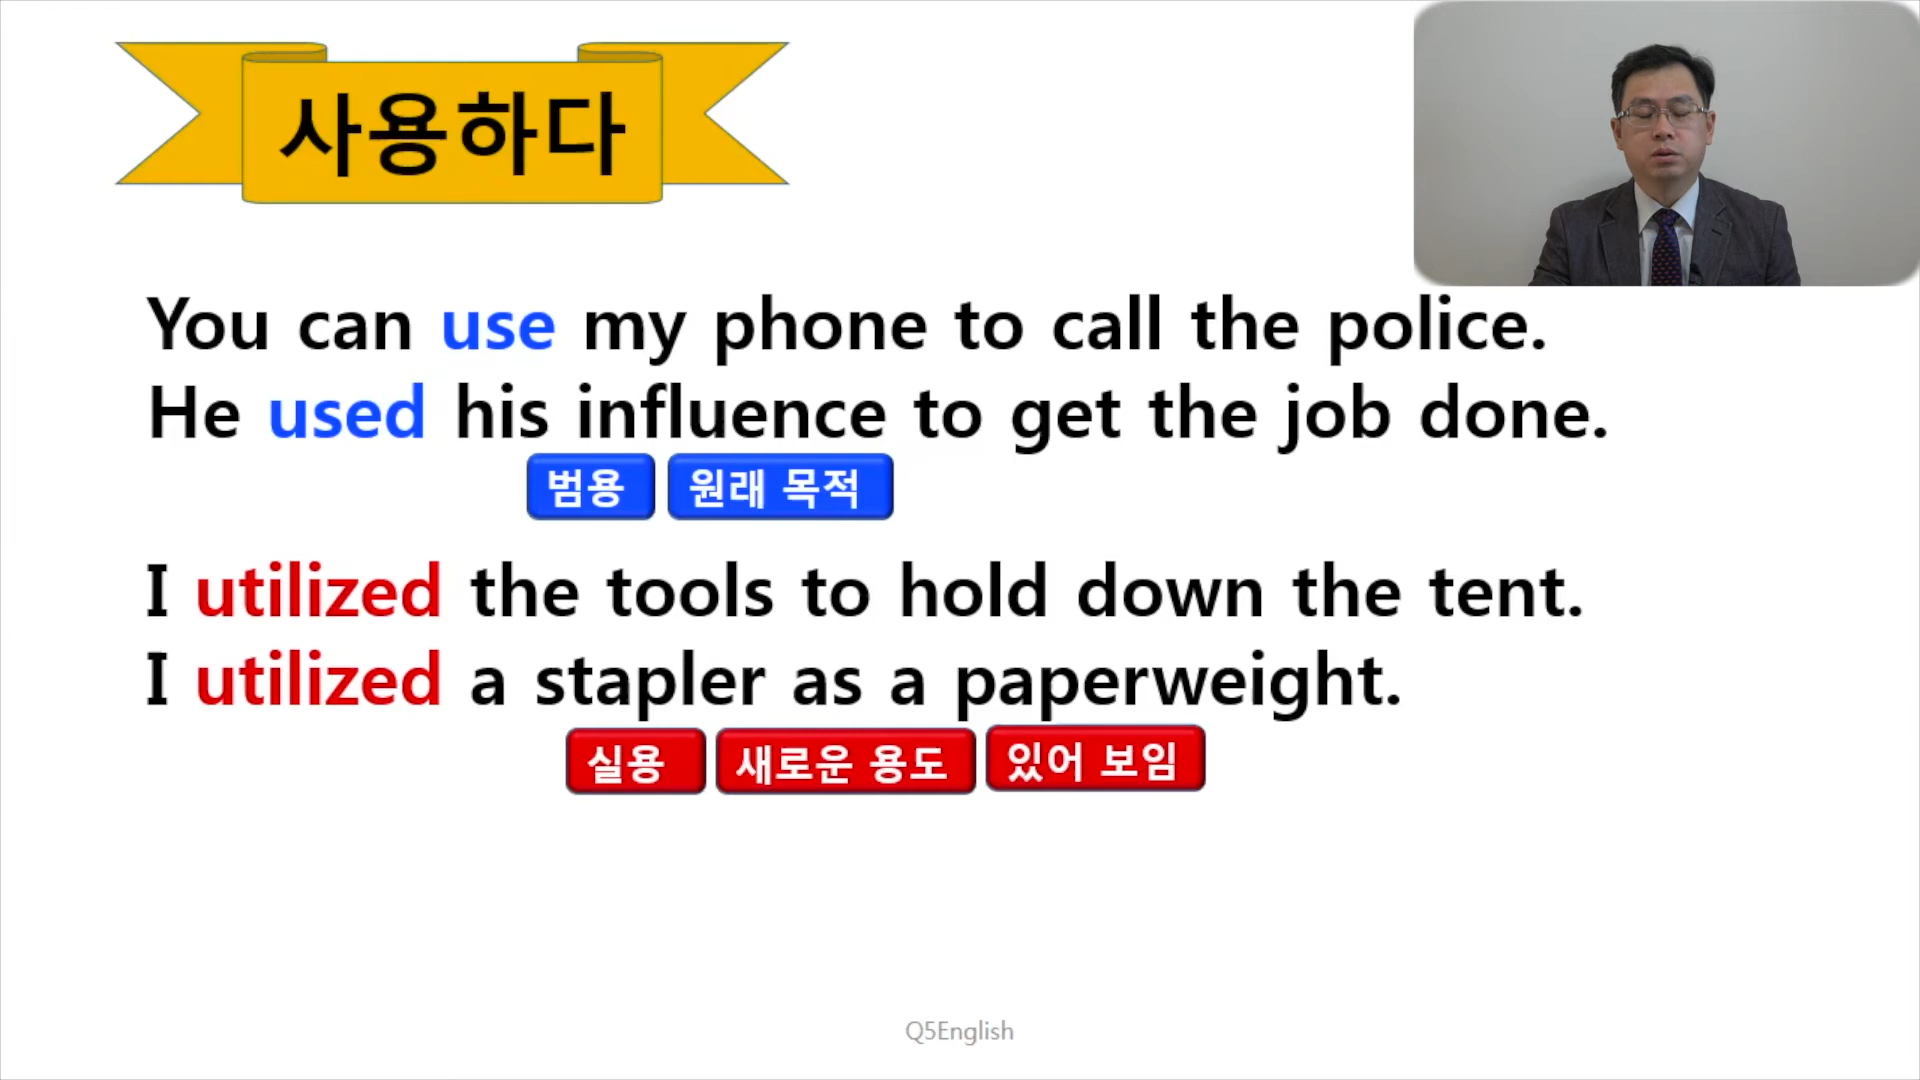 사용하다
You can use my phone to call the police.
He used his influence to get the job done.
범용 원래 목적
I utilized the tools to hold down the tent.
I utilized a stapler as a paperweight.
실용 새로운 용도 있어 보임
Q5English